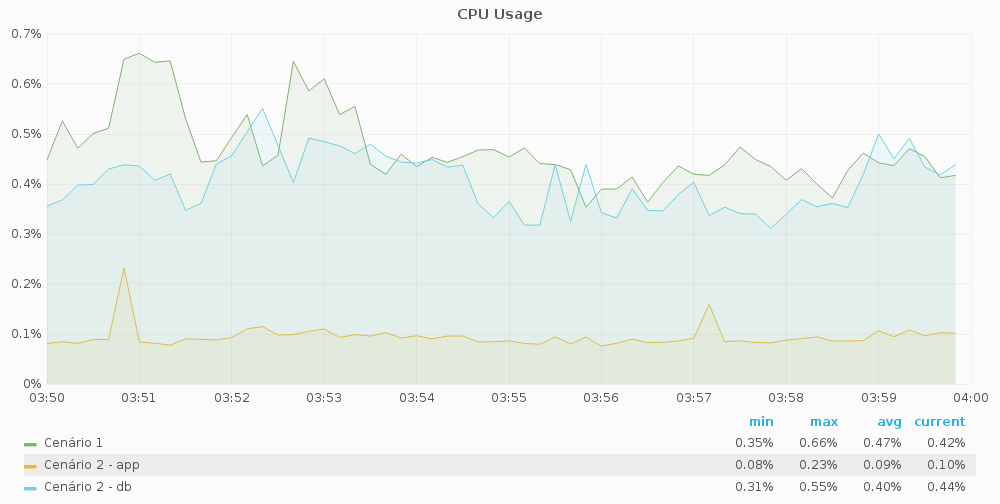 CPU Usage
0.7%
0.6%
0.5%
0.4%
0.3%
0.2%
0.1%
0%
03:50 03:51 03:52 03:53 03:54 03:55 03:56 03:57 03:58 03:59 04:00
min max avg current
Cenário 1 0.35% 0.66% 0.47% 0.42%
Cenário 2 - app 0.08% 0.23% 0.09% 0.10%
Cenário 2 - db 0.31% 0.55% 0.40% 0.44%